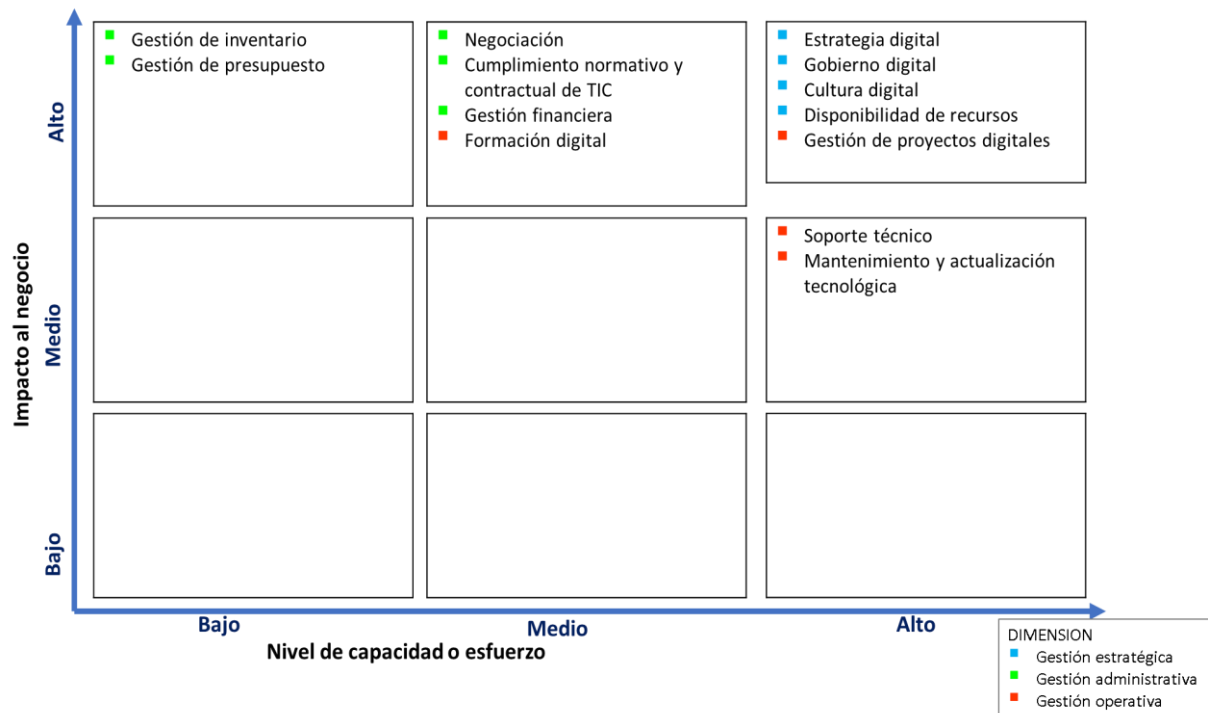 Gestión de inventario
Gestión de presupuesto
Negociación
Cumplimiento normativo y
contractual de TIC
Gestión financiera
Formación digital
Estrategia digital
Gobierno digital
Cultura digital
Disponibilidad de recursos
Gestión de proyectos digitales
Soporte técnico
Mantenimiento y actualización
tecnológica
Impacto al negocio
Alto
Medio
Bajo
Bajo
Medio
Alto
Nivel de capacidad o esfuerzo
DIMENSION
Gestión estratégica
Gestión administrativa
Gestión operativa